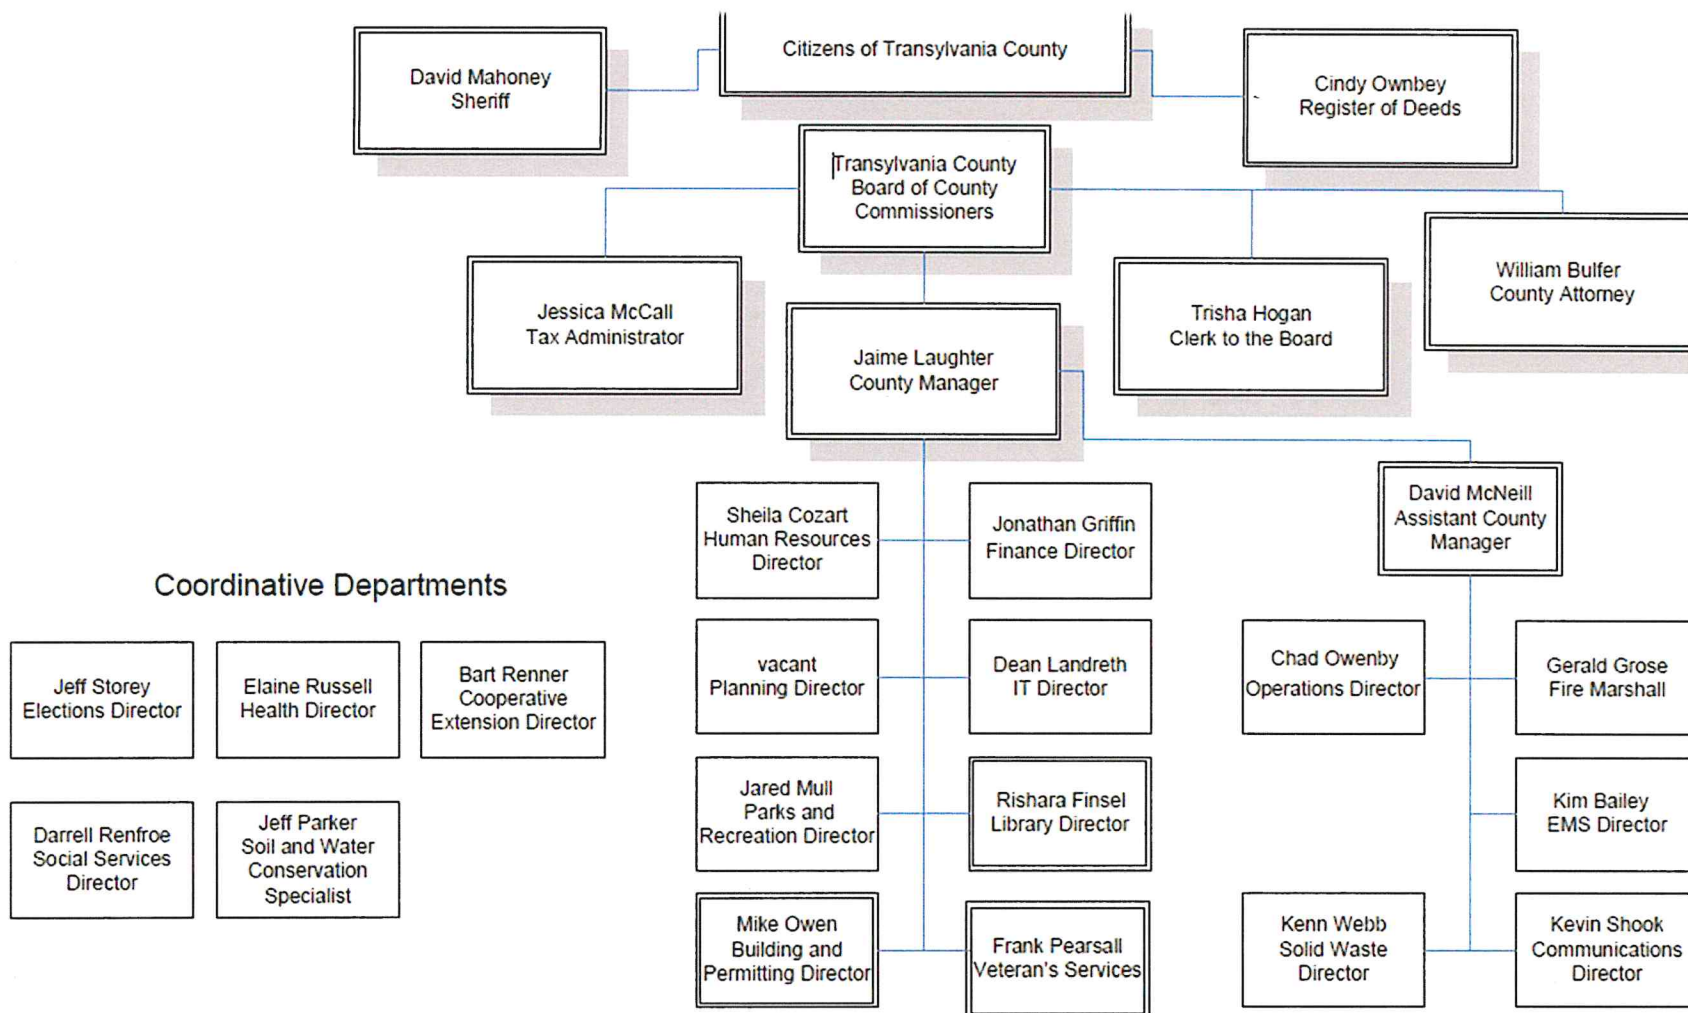 Citizens of Transylvania County
David Mahoney
Sheriff
Cindy Ownbey
Register of Deeds
Transylvania County
Board of County
Commissioners
William Bulfer
County Attorney
Jessica McCall
Tax Administrator
Trisha Hogan
Clerk to the Board
Jaime Laughter
County Manager
David McNeill
Assistant County
Manager
Sheila Cozart
Human Resources
Director
Jonathan Griffin
Finance Director
Coordinative Departments
Jeff Storey
Elections Director
Elaine Russell
Health Director
Bart Renner
Cooperative
Extension Director
vacant
Planning Director
Dean Landreth
IT Director
Chad Owenby
Operations Director
Gerald Grose
Fire Marshall
Darrell Renfroe
Social Services
Director
Jeff Parker
Soil and Water
Conservation
Specialist
Jared Mull
Parks and
Recreation Director
Rishara Finsel
Library Director
Kim Bailey
EMS Director
Mike Owen
Building and
Permitting Director
Frank Pearsall
Veteran's Services
Kenn Webb
Solid Waste
Director
Kevin Shook
Communications
Director